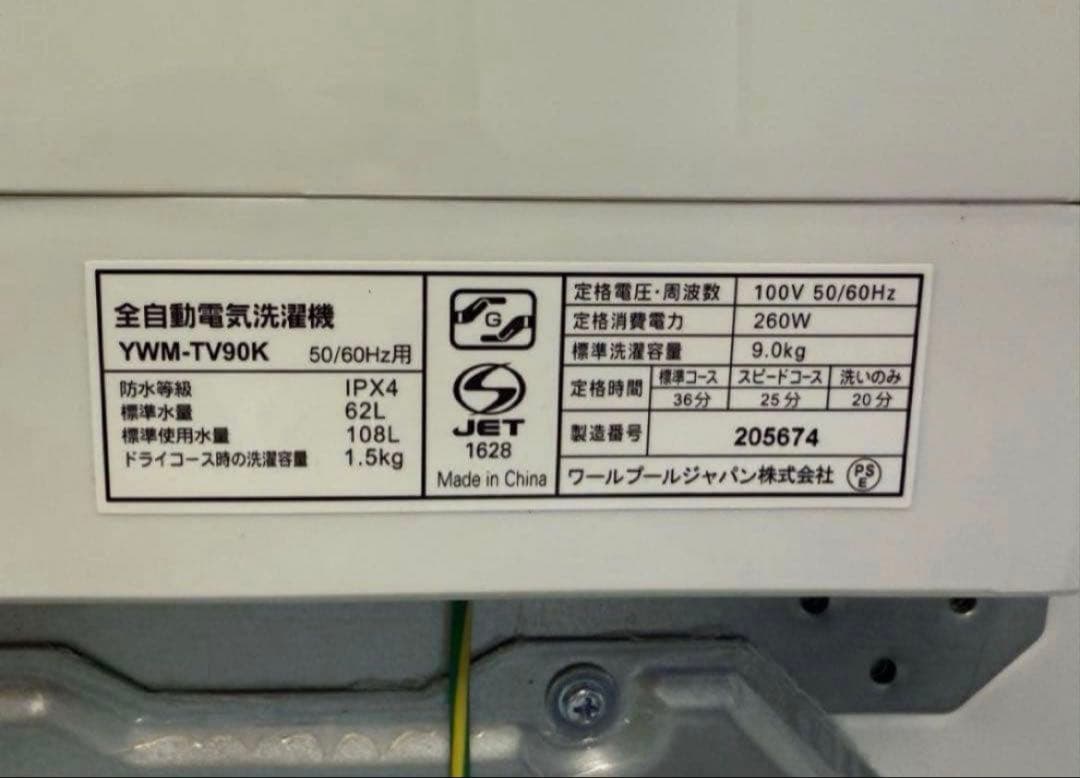 全自動電気洗濯機
YWM-TV90K 50/60Hz用
防水等級 IPX4
標準水量 62L
標準使用水量 108L
ドライコース時の洗濯容量 1.5kg
G
S
JET
1628
Made in China
定格電圧・周波数 100V 50/60Hz
定格消費電力 260W
標準洗濯容量 9.0kg
定格時間 標準コース スピードコース 洗いのみ
36分 25分 20分
製造番号 205674
ワールプールジャパン株式会社 PSE